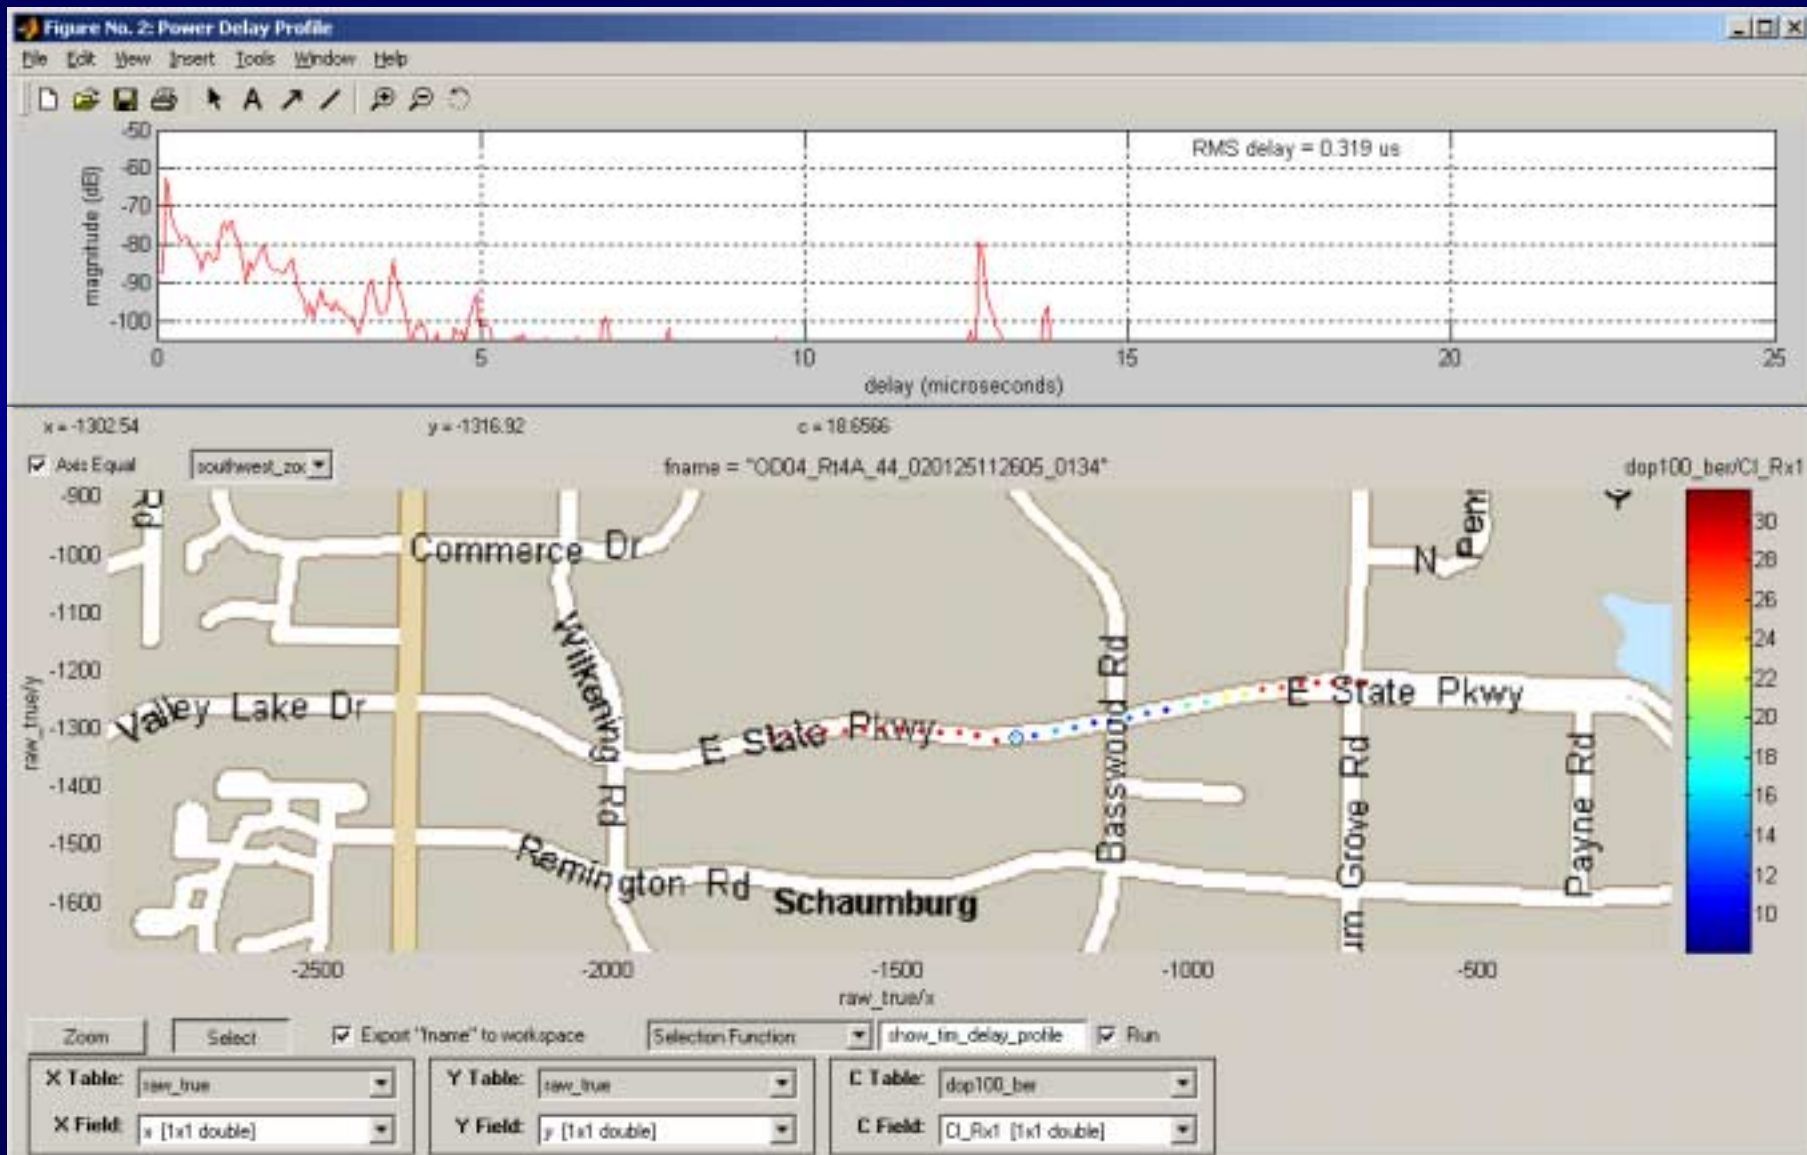 Figure No. 2: Power Delay Profile
File Edit View Insert Tools Window Help
A
RMS delay = 0.319 us
magnitude (dB)
-50
-60
-70
-80
-90
-100
0 5 10 15 20 25
delay (microseconds)
x = -1302.54 y = -1316.92 c = 18.6566
Axis Equal southwest_zo fname = "OD04_Rt4A_44_020125112605_0134" dop100_ber/CI_Rx1
raw_true/y
-900
-1000
-1100
-1200
-1300
-1400
-1500
-1600
Rd
Commerce Dr
N Penn
Y
Wilkening Rd
Valley Lake Dr
E State Pkwy
Basswood Rd
E State Pkwy
um Grove Rd
Payne Rd
Remington Rd
Schaumburg
30
28
26
24
22
20
18
16
14
12
10
-2500 -2000 -1500 -1000 -500
raw_true/x
Zoom Select Export "fname" to workspace Selection Function: show_tim_delay_profile Run
X Table: raw_true Y Table: raw_true C Table: dop100_ber
X Field: x [1x1 double] Y Field: y [1x1 double] C Field: CI_Rx1 [1x1 double]